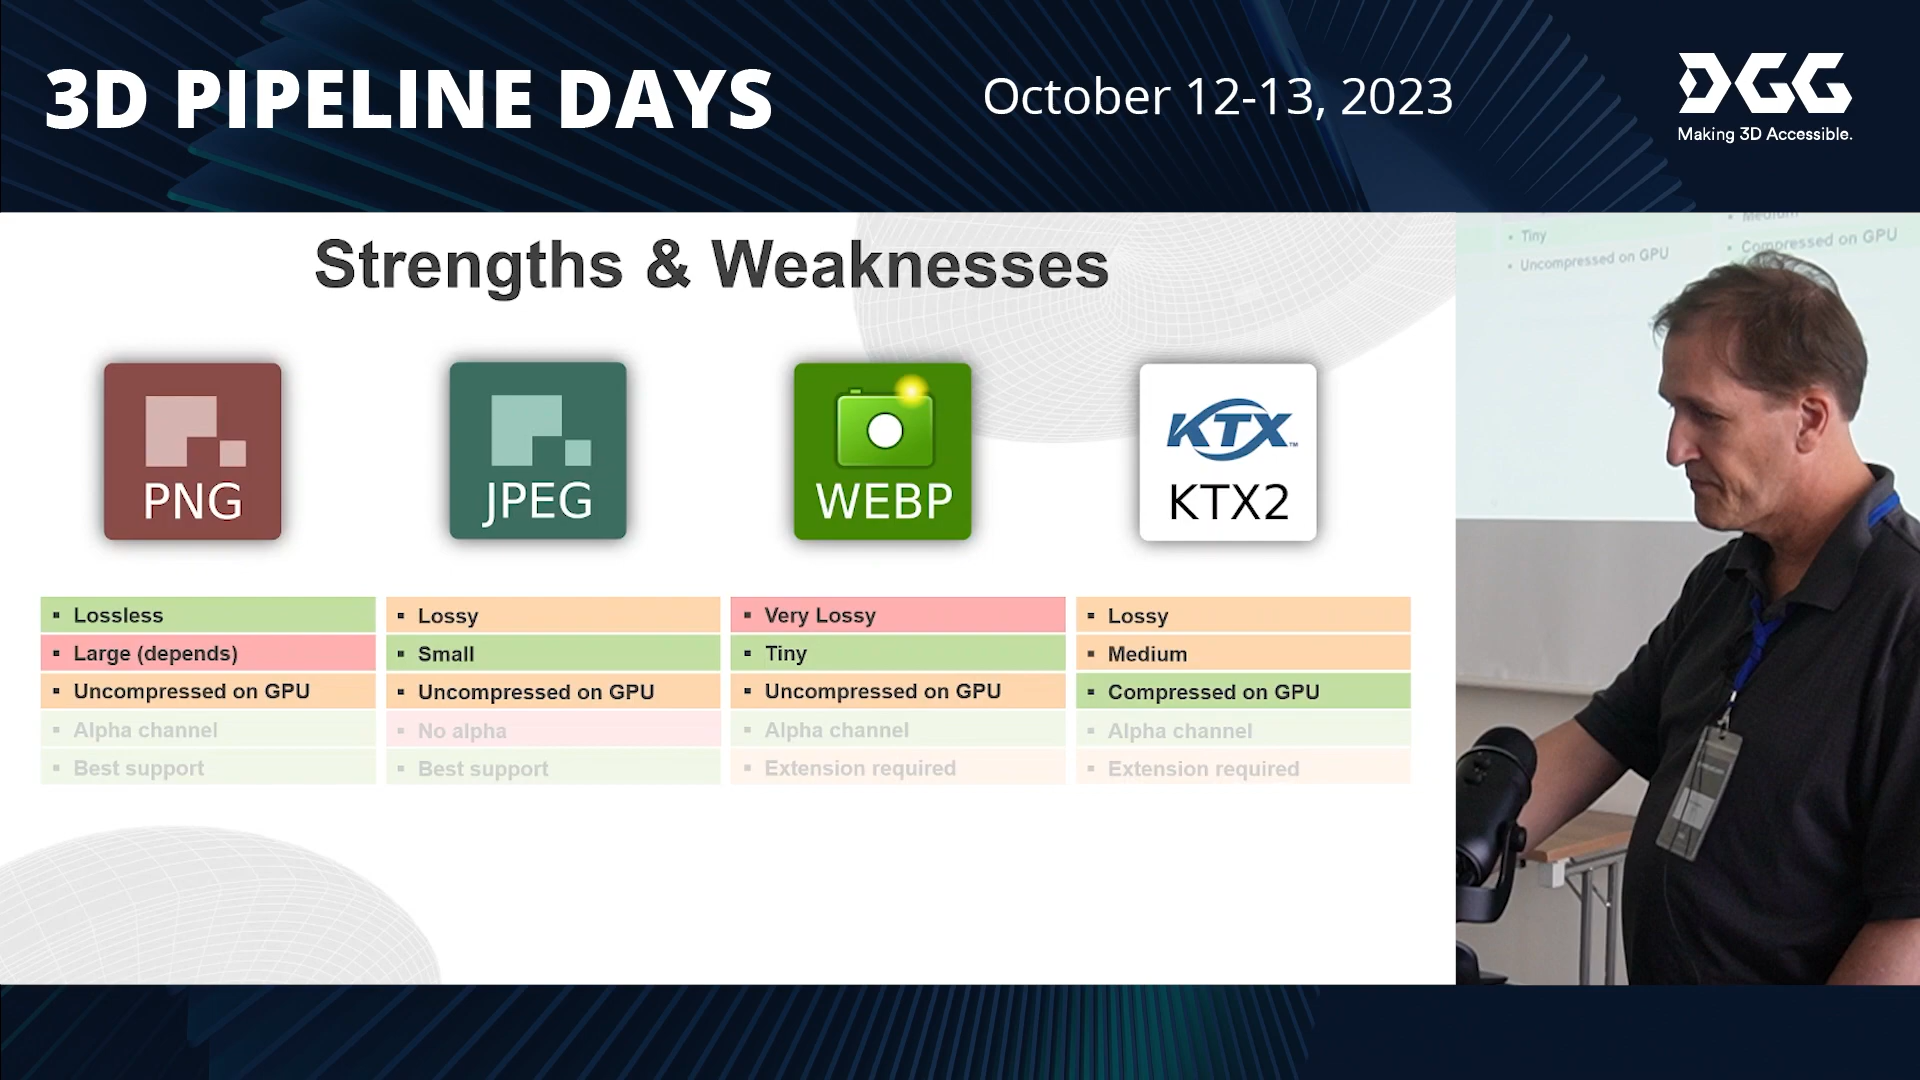 3D PIPELINE DAYS
October 12-13, 2023
DGG
Making 3D Accessible.
Strengths & Weaknesses
PNG
JPEG
WEBP
KTX™
KTX2
▪ Lossless
▪ Large (depends)
▪ Uncompressed on GPU
▪ Alpha channel
▪ Best support
▪ Lossy
▪ Small
▪ Uncompressed on GPU
▪ No alpha
▪ Best support
▪ Very Lossy
▪ Tiny
▪ Uncompressed on GPU
▪ Alpha channel
▪ Extension required
▪ Lossy
▪ Medium
▪ Compressed on GPU
▪ Alpha channel
▪ Extension required
▪ Tiny
▪ Uncompressed on GPU
▪ Medium
▪ Compressed on GPU